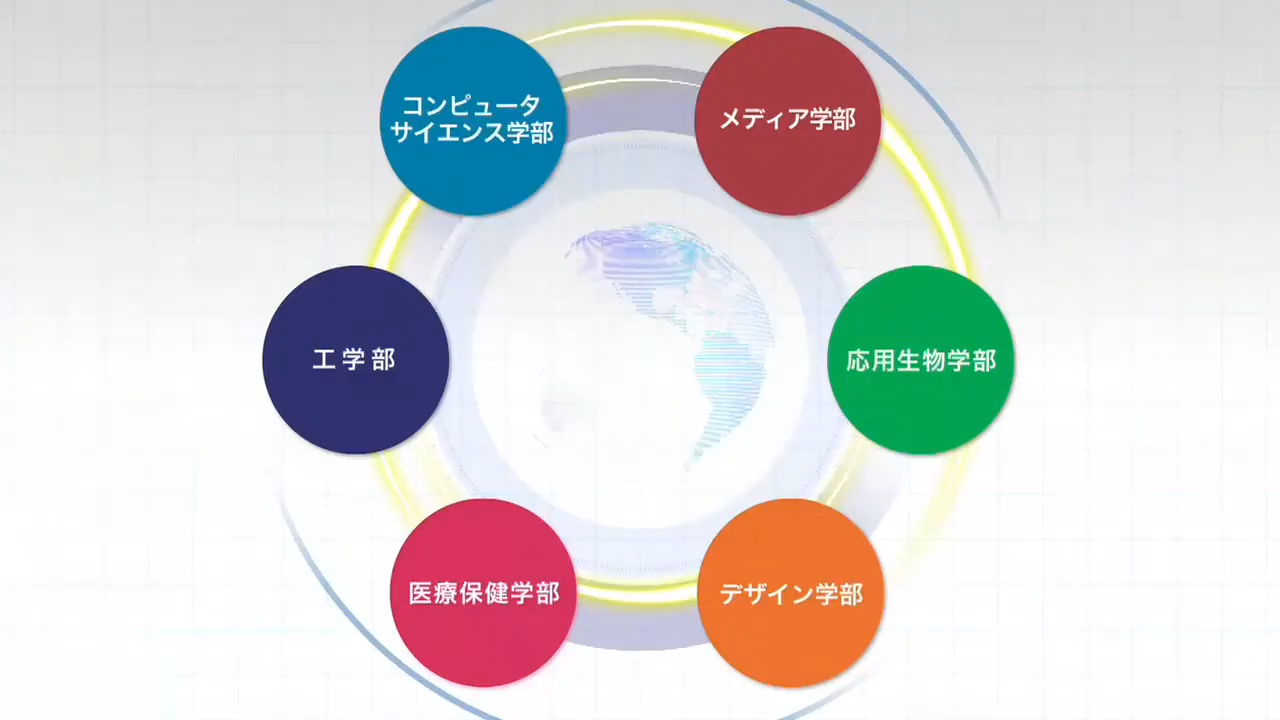 コンピュータ
サイエンス学部
メディア学部
工学部
応用生物学部
医療保健学部
デザイン学部